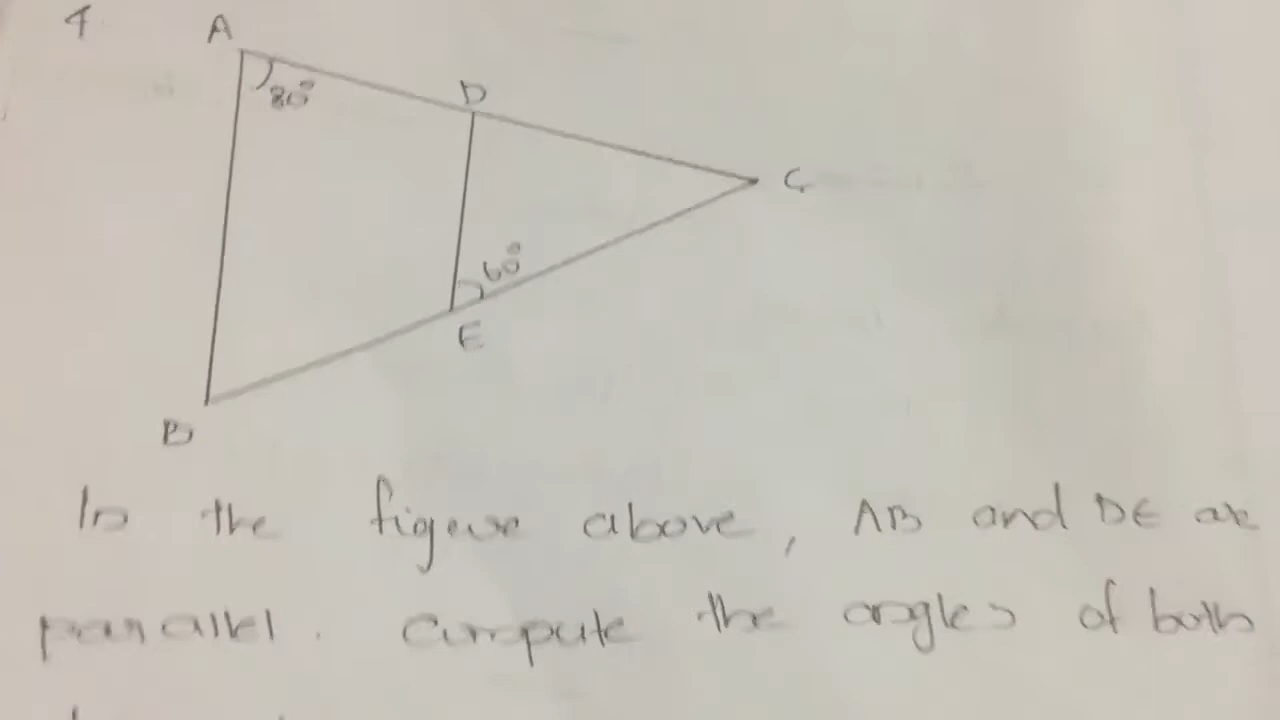 4
A
80°
D
C
60°
E
B
In the figure above, AB and DE are
parallel. Compute the angles of both